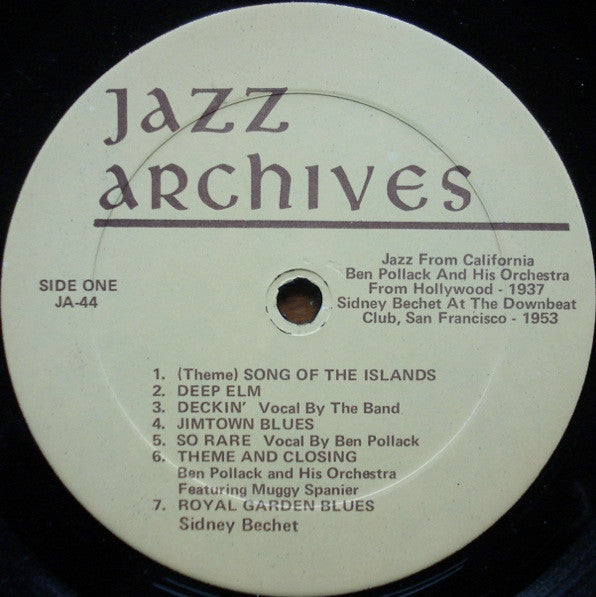 Jazz
Archives
SIDE ONE
JA-44
Jazz From California
Ben Pollack And His Orchestra
From Hollywood - 1937
Sidney Bechet At The Downbeat
Club, San Francisco - 1953
1. (Theme) SONG OF THE ISLANDS
2. DEEP ELM
3. DECKIN' Vocal By The Band
4. JIMTOWN BLUES
5. SO RARE Vocal By Ben Pollack
6. THEME AND CLOSING
Ben Pollack and His Orchestra
Featuring Muggy Spanier
7. ROYAL GARDEN BLUES
Sidney Bechet